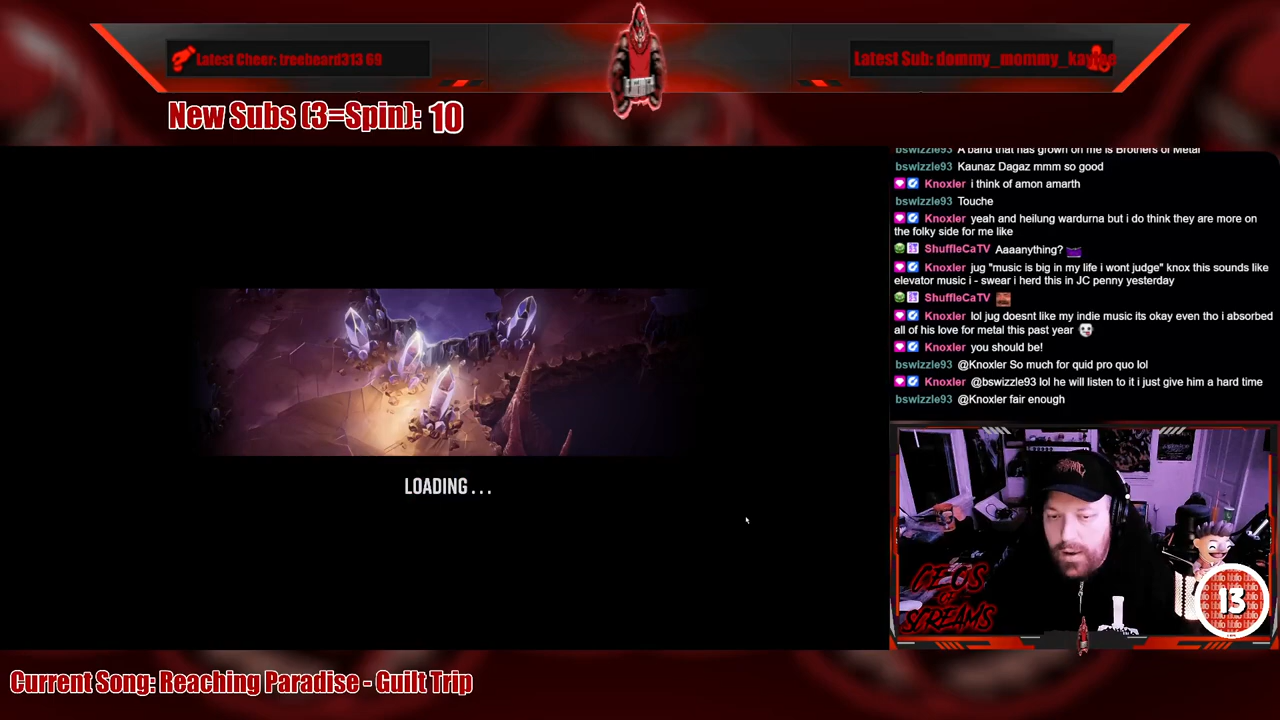 Latest Cheer: treebeard313 69
Latest Sub: dommy_mommy_kaylee
New Subs (3=Spin): 10
bswizzle93 A band that has grown on me is Brothers of Metal
bswizzle93 Kaunaz Dagaz mmm so good
Knoxler i think of amon amarth
bswizzle93 Touche
Knoxler yeah and heilung wardurna but i do think they are more on
the folky side for me like
ShuffleCaTV Aaaanything?
Knoxler jug "music is big in my life i wont judge" knox this sounds like
elevator music i - swear i herd this in JC penny yesterday
ShuffleCaTV
Knoxler lol jug doesnt like my indie music its okay even tho i absorbed
all of his love for metal this past year
Knoxler you should be!
bswizzle93 @Knoxler So much for quid pro quo lol
Knoxler @bswizzle93 lol he will listen to it i just give him a hard time
bswizzle93 @Knoxler fair enough
LOADING...
OF
SCREAMS
13
Current Song: Reaching Paradise - Guilt Trip